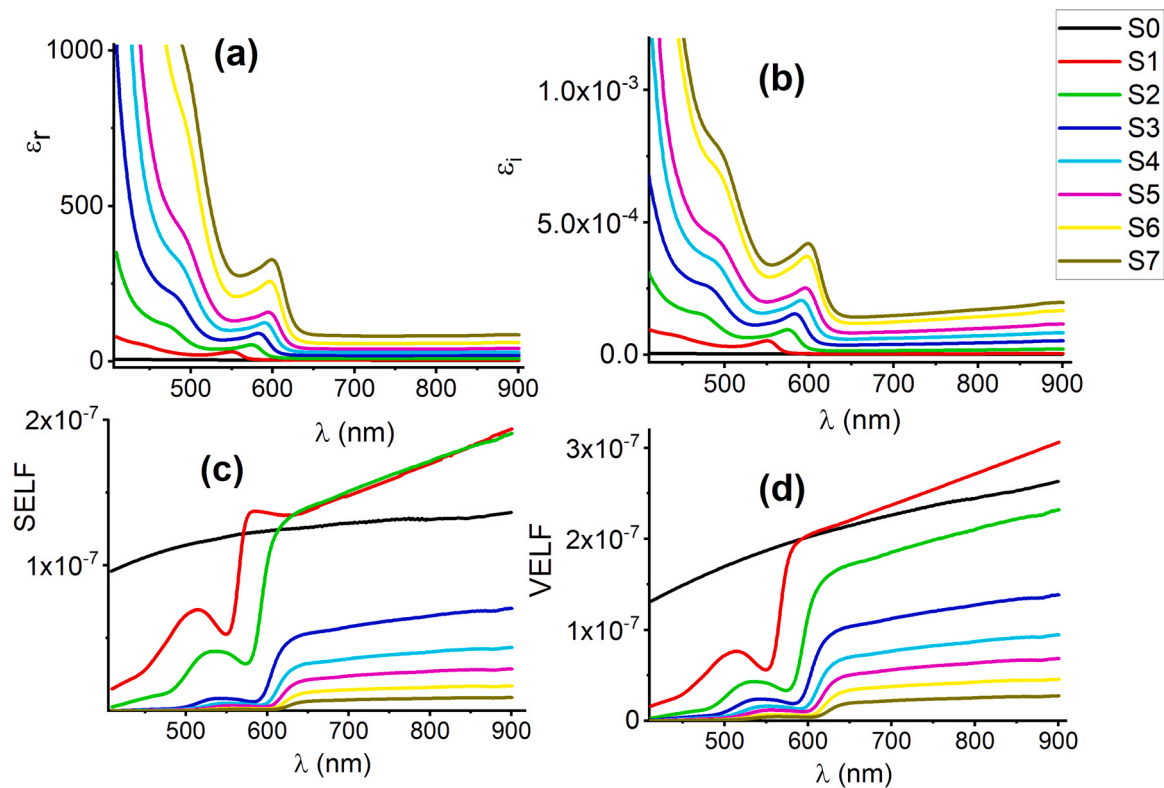 (a)
1000
500
0
εr
500 600 700 800 900
λ (nm)
(b)
1.0x10⁻³
5.0x10⁻⁴
0.0
εi
500 600 700 800 900
λ (nm)
S0
S1
S2
S3
S4
S5
S6
S7
(c)
2x10⁻⁷
1x10⁻⁷
SELF
500 600 700 800 900
λ (nm)
(d)
3x10⁻⁷
2x10⁻⁷
1x10⁻⁷
0
VELF
500 600 700 800 900
λ (nm)